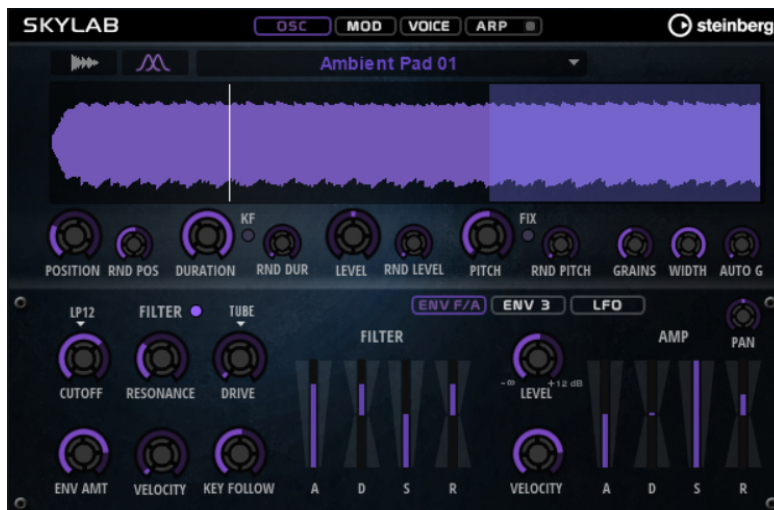 SKYLAB OSC MOD VOICE ARP steinberg
Ambient Pad 01
KF FIX
POSITION RND POS DURATION RND DUR LEVEL RND LEVEL PITCH RND PITCH GRAINS WIDTH AUTO G
ENV F/A ENV 3 LFO
LP12 FILTER TUBE
FILTER AMP PAN
-∞ +12 dB
CUTOFF RESONANCE DRIVE LEVEL
ENV AMT VELOCITY KEY FOLLOW A D S R VELOCITY A D S R